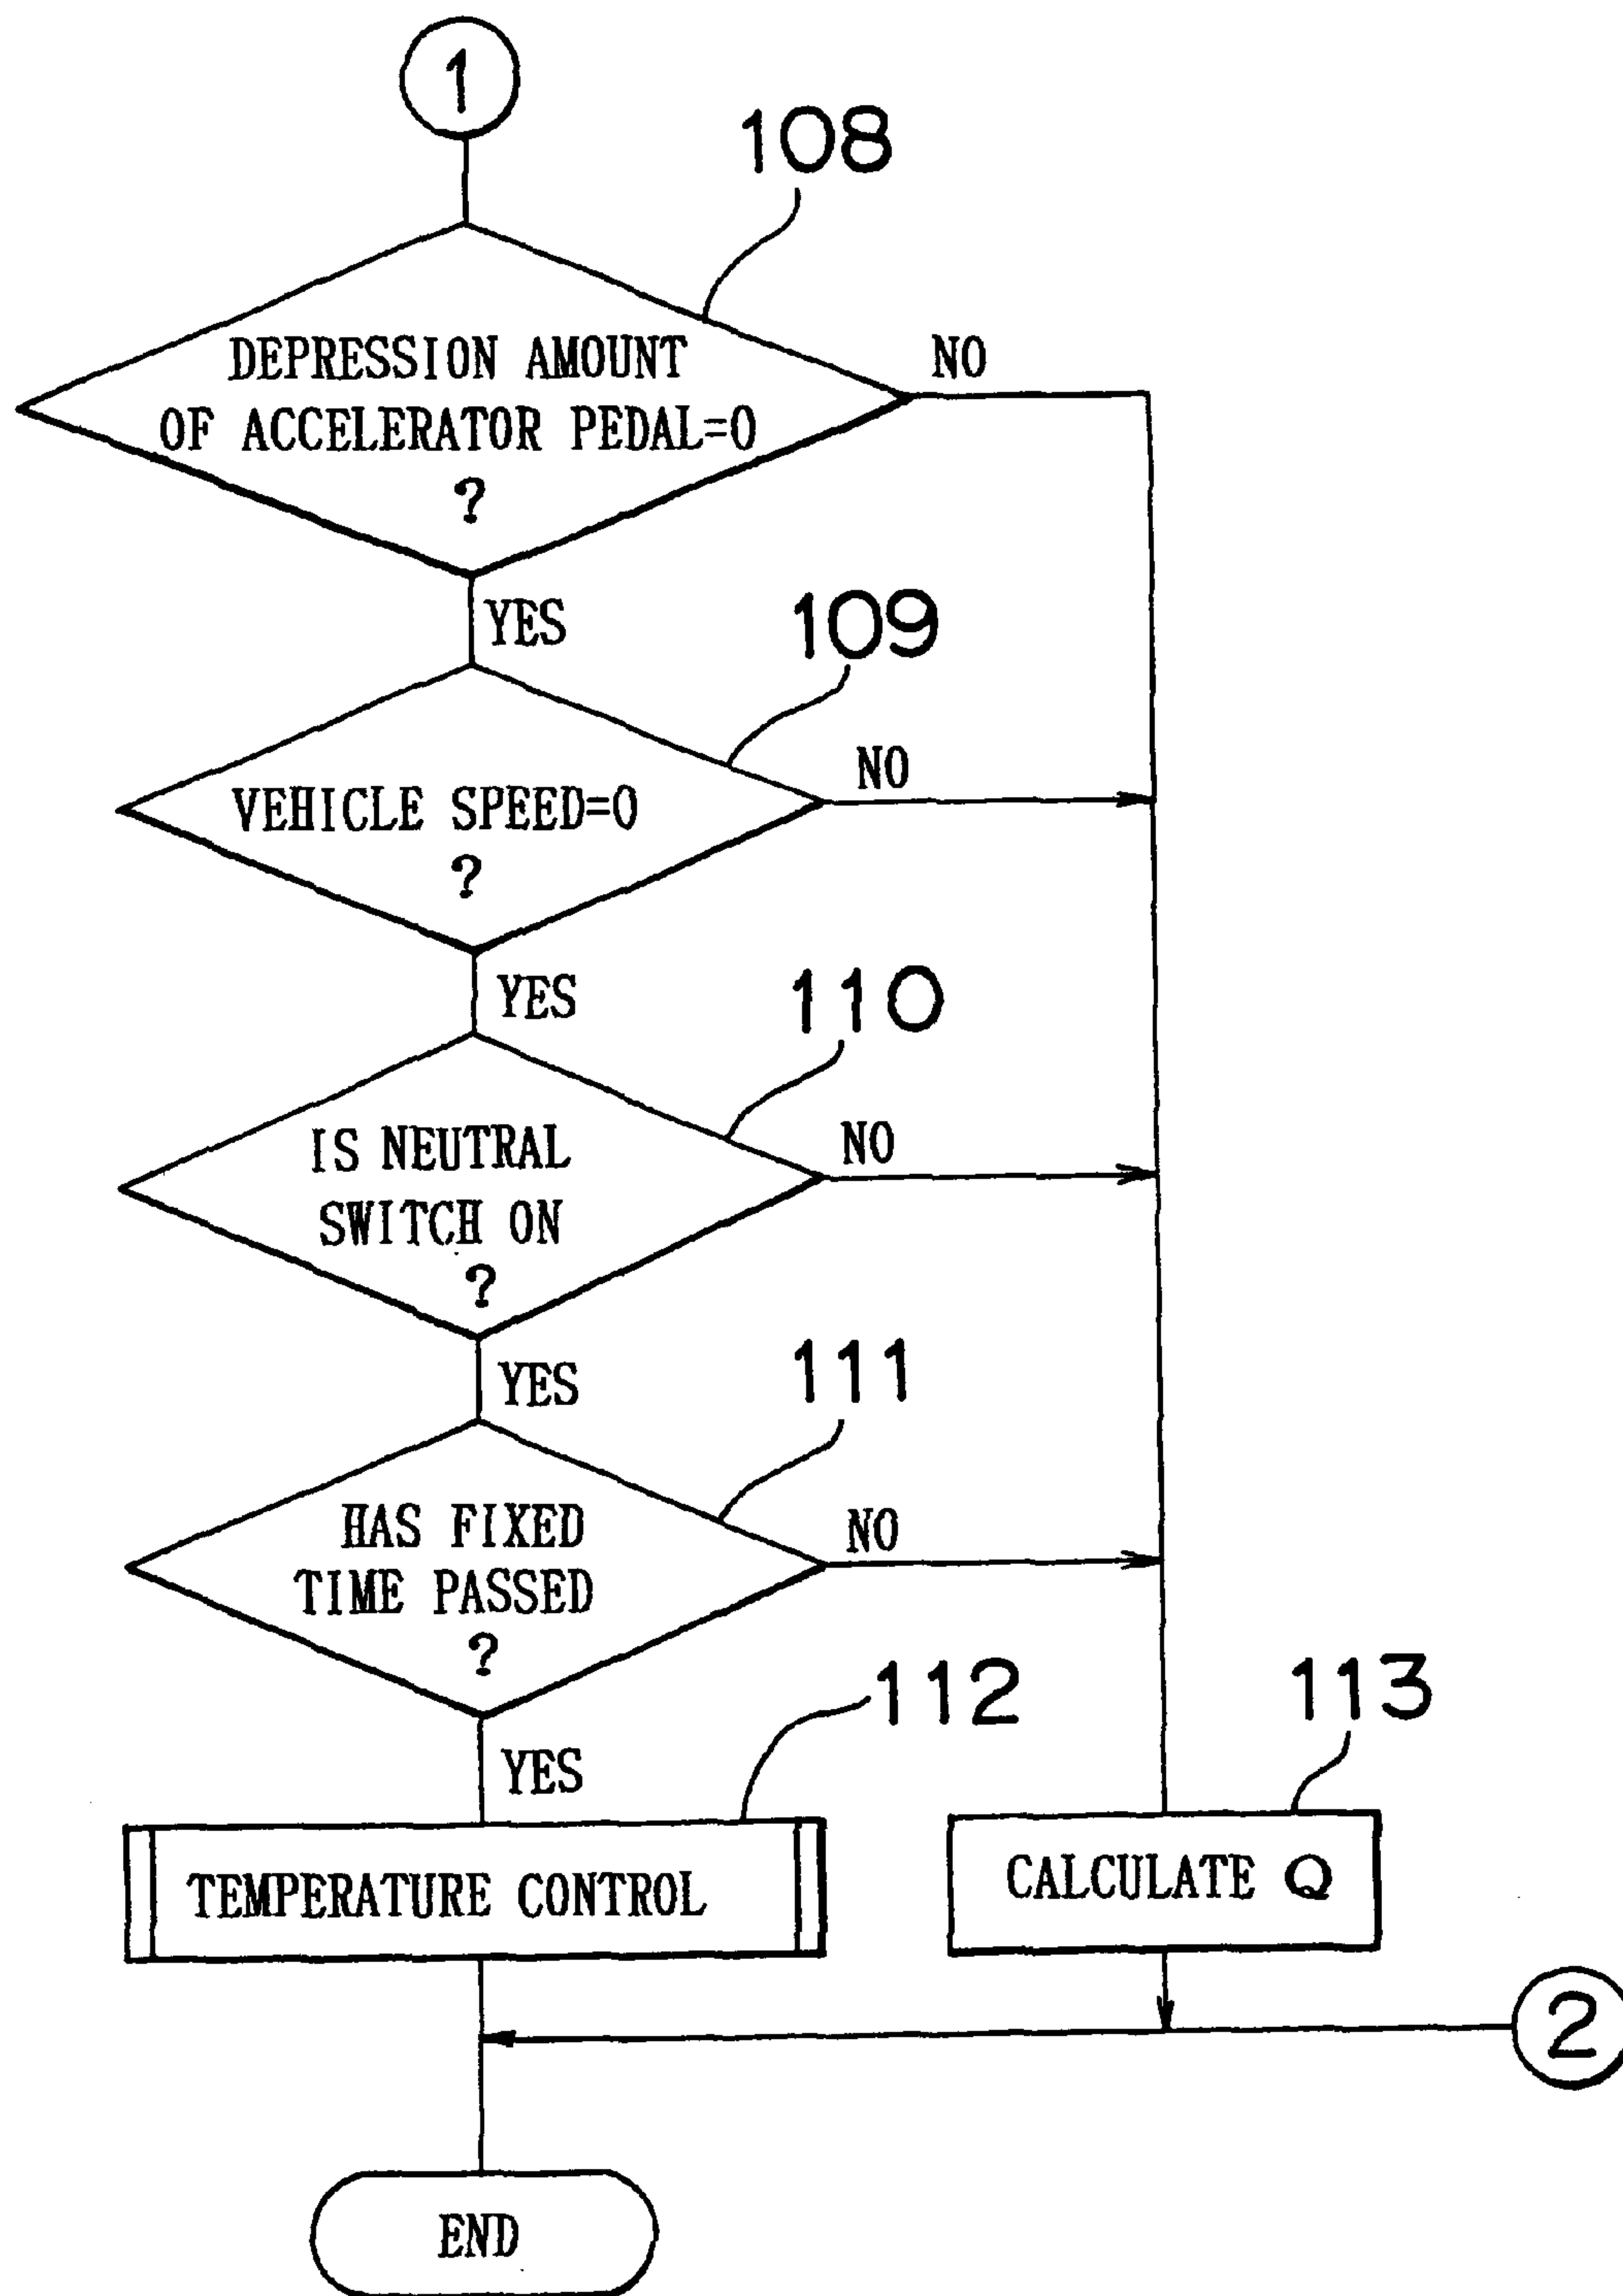 1
108
DEPRESSION AMOUNT
OF ACCELERATOR PEDAL=0
?
NO
YES
109
VEHICLE SPEED=0
?
NO
YES
110
IS NEUTRAL
SWITCH ON
?
NO
YES
111
HAS FIXED
TIME PASSED
?
NO
YES
112
TEMPERATURE CONTROL
113
CALCULATE Q
2
END